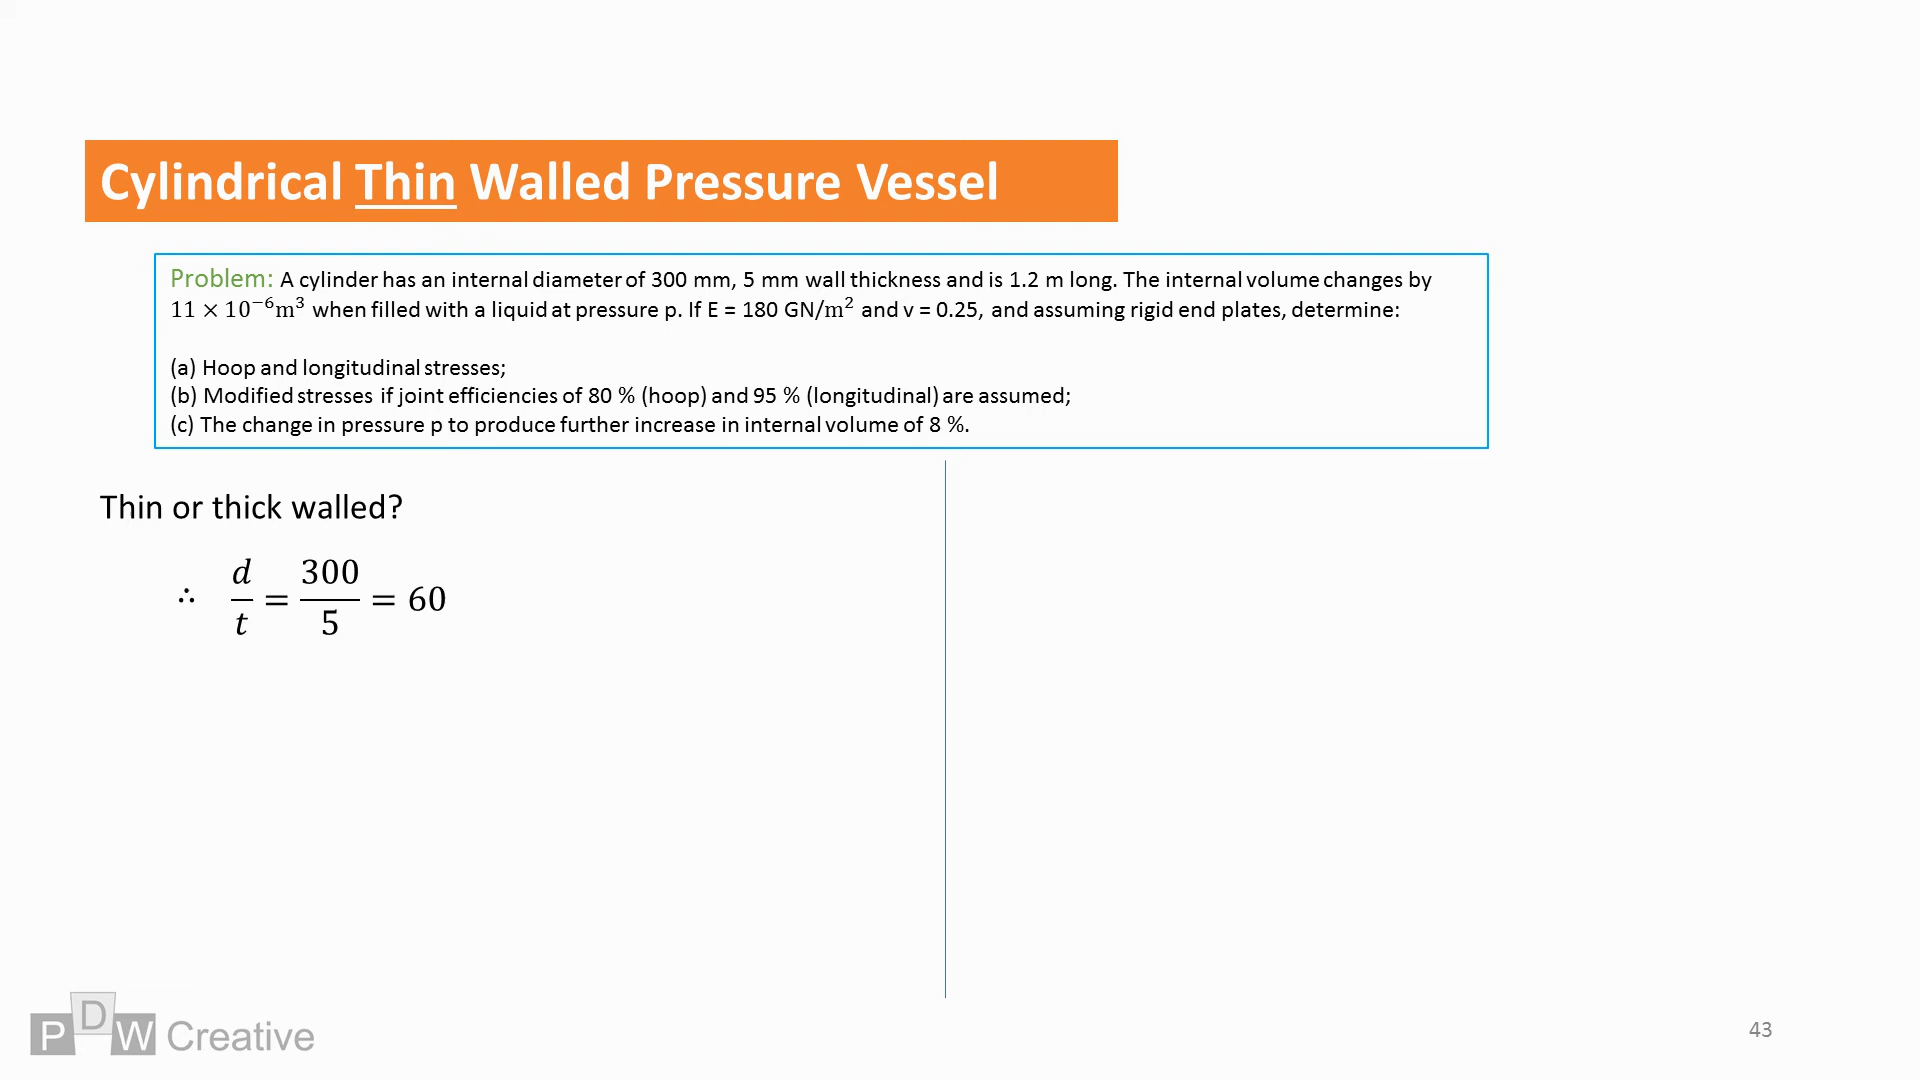 Cylindrical Thin Walled Pressure Vessel
Problem: A cylinder has an internal diameter of 300 mm, 5 mm wall thickness and is 1.2 m long. The internal volume changes by
11 × 10⁻⁶m³ when filled with a liquid at pressure p. If E = 180 GN/m² and v = 0.25, and assuming rigid end plates, determine:
(a) Hoop and longitudinal stresses;
(b) Modified stresses if joint efficiencies of 80 % (hoop) and 95 % (longitudinal) are assumed;
(c) The change in pressure p to produce further increase in internal volume of 8 %.
Thin or thick walled?
∴ d/t = 300/5 = 60
PDW Creative
43